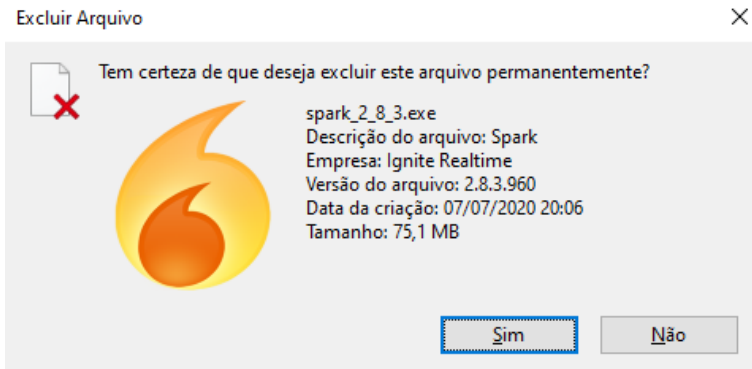 Excluir Arquivo
Tem certeza de que deseja excluir este arquivo permanentemente?
spark_2_8_3.exe
Descrição do arquivo: Spark
Empresa: Ignite Realtime
Versão do arquivo: 2.8.3.960
Data da criação: 07/07/2020 20:06
Tamanho: 75,1 MB
Sim
Não